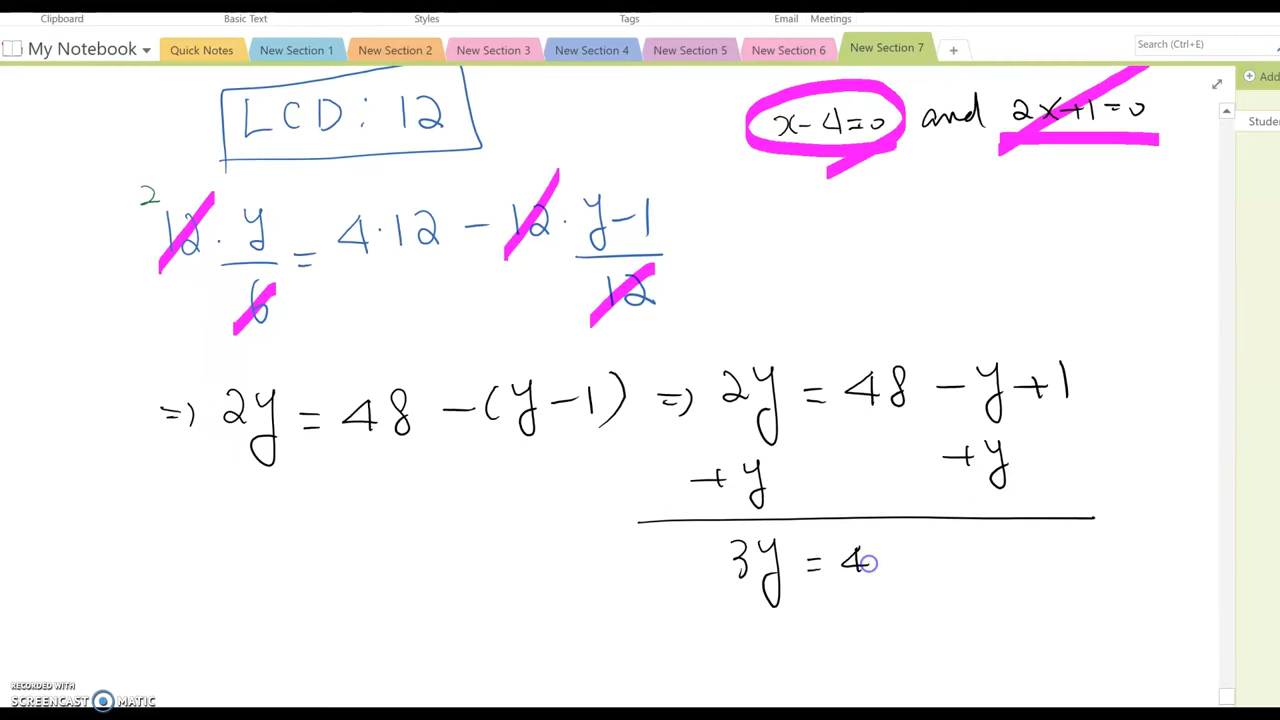 Clipboard Basic Text Styles Tags Email Meetings
My Notebook Quick Notes New Section 1 New Section 2 New Section 3 New Section 4 New Section 5 New Section 6 New Section 7 + Search (Ctrl+E)
Add
Studen
LCD: 12
x-4=0 and 2x+1=0
2
12 · y/6 = 4·12 - 12 · y-1/12
=> 2y = 48 -(y-1) => 2y = 48 -y+1
+y +y
3y = 4
RECORDED WITH
SCREENCAST MATIC